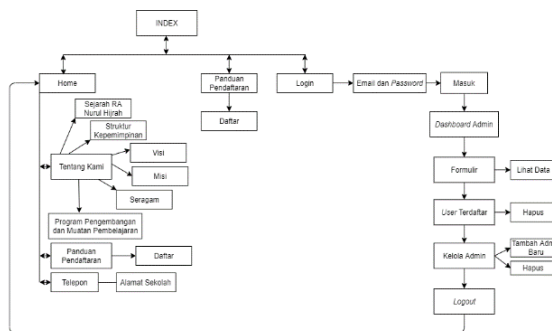 INDEX
Home
Panduan
Pendaftaran
Login
Email dan Password
Masuk
Sejarah RA
Nurul Hijrah
Struktur
Kepemimpinan
Daftar
Dashboard Admin
Tentang Kami
Visi
Misi
Seragam
Formulir
Lihat Data
Program Pengembangan
dan Muatan Pembelajaran
User Terdaftar
Hapus
Panduan
Pendaftaran
Daftar
Kelola Admin
Tambah Admin
Baru
Hapus
Telepon
Alamat Sekolah
Logout